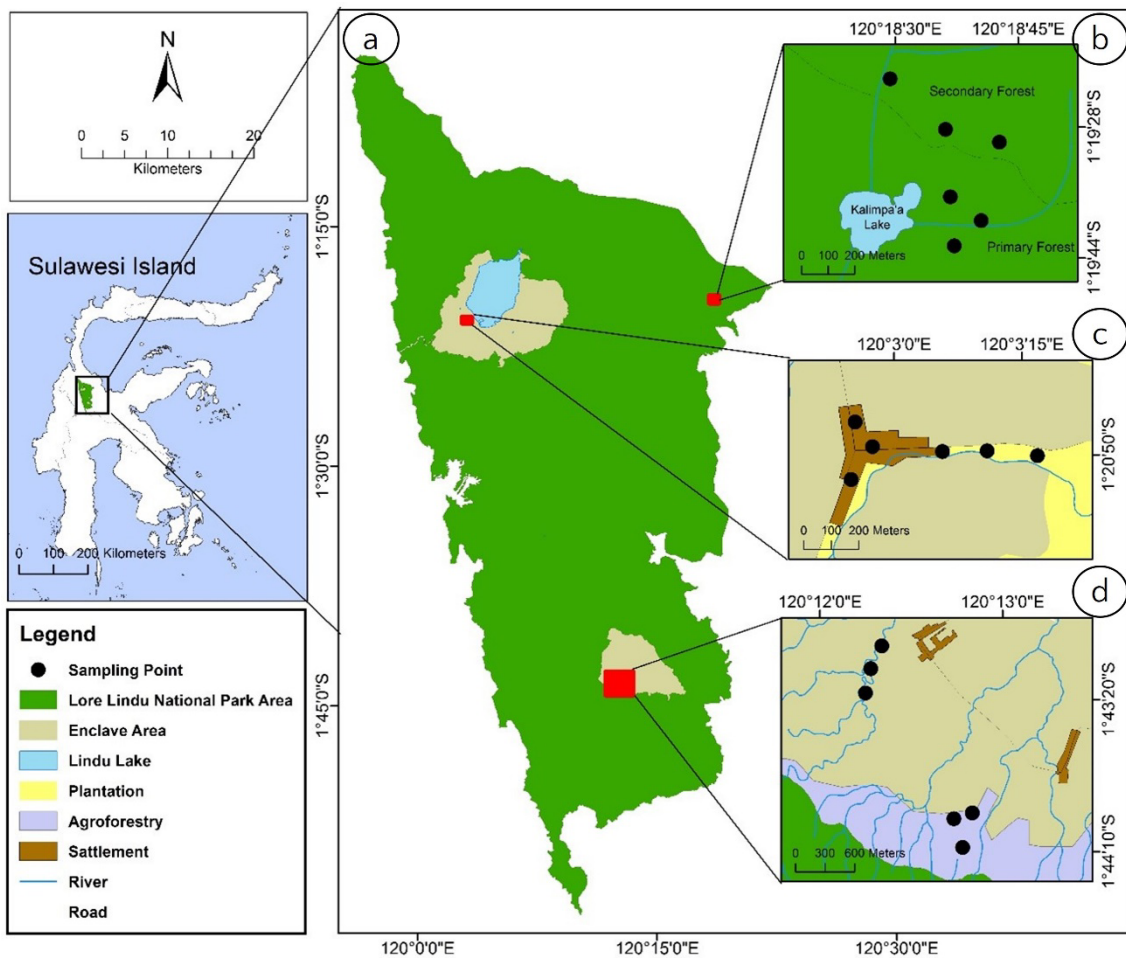 N
0 5 10 20
Kilometers
Sulawesi Island
0 100 200 Kilometers
Legend
Sampling Point
Lore Lindu National Park Area
Enclave Area
Lindu Lake
Plantation
Agroforestry
Sattlement
River
Road
a
1°15'0"S
1°30'0"S
1°45'0"S
120°0'0"E 120°15'0"E 120°30'0"E
b
120°18'30"E 120°18'45"E
Secondary Forest
Kalimpa'a
Lake
Primary Forest
0 100 200 Meters
1°19'28"S
1°19'44"S
c
120°3'0"E 120°3'15"E
0 100 200 Meters
1°20'50"S
d
120°12'0"E 120°13'0"E
0 300 600 Meters
1°43'20"S
1°44'10"S